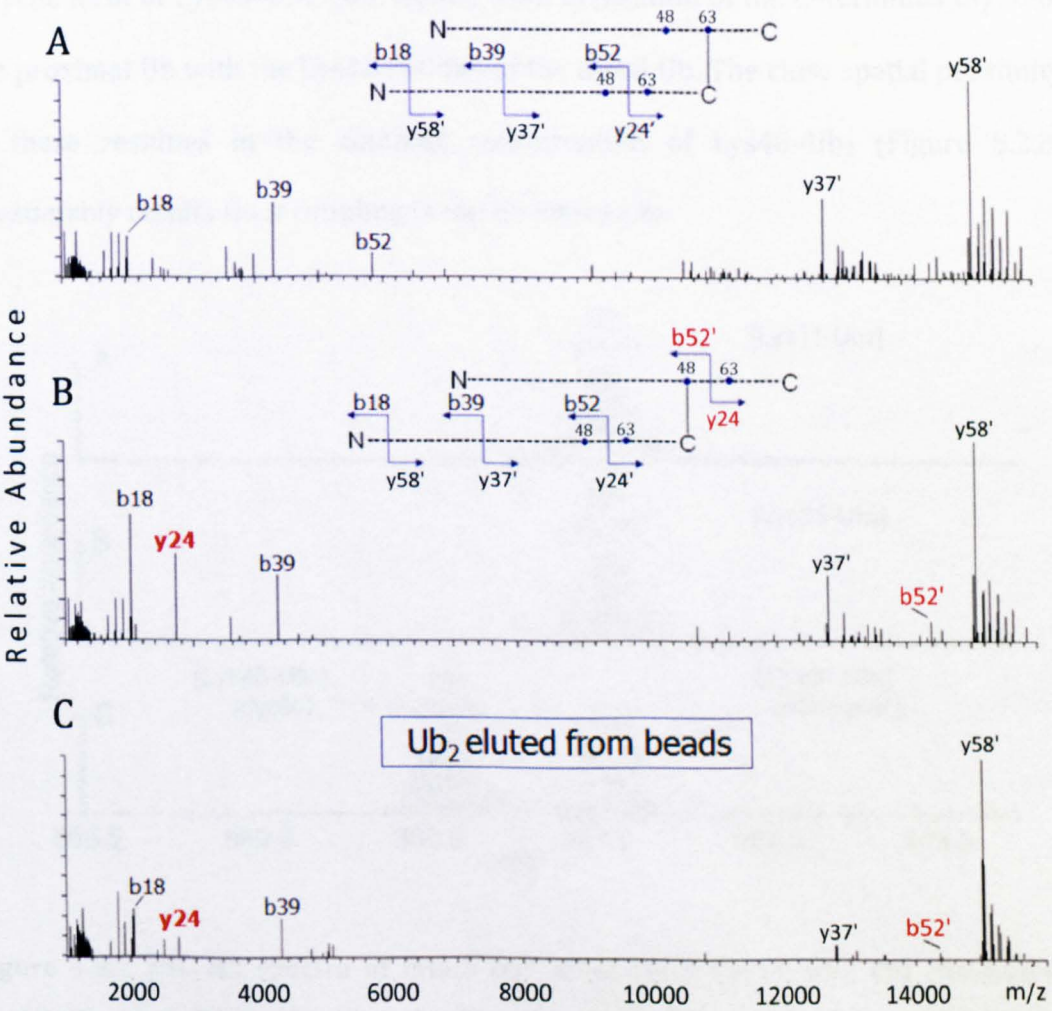 A
N 48 63 C
b18 b39 b52
N 48 63 C
y58' y37' y24'
b18
b39
b52
y37'
y58'
Relative Abundance
B
b52'
N 48 63 C
y24
b18 b39 b52
N 48 63 C
y58' y37' y24'
b18
y24
b39
y37'
b52'
y58'
C
Ub₂ eluted from beads
b18
y24
b39
y37'
b52'
y58'
2000 4000 6000 8000 10000 12000 14000 m/z